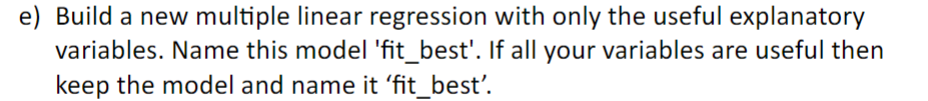 e) Build a new multiple linear regression with only the useful explanatory
variables. Name this model 'fit_best'. If all your variables are useful then
keep the model and name it ‘fit_best’.